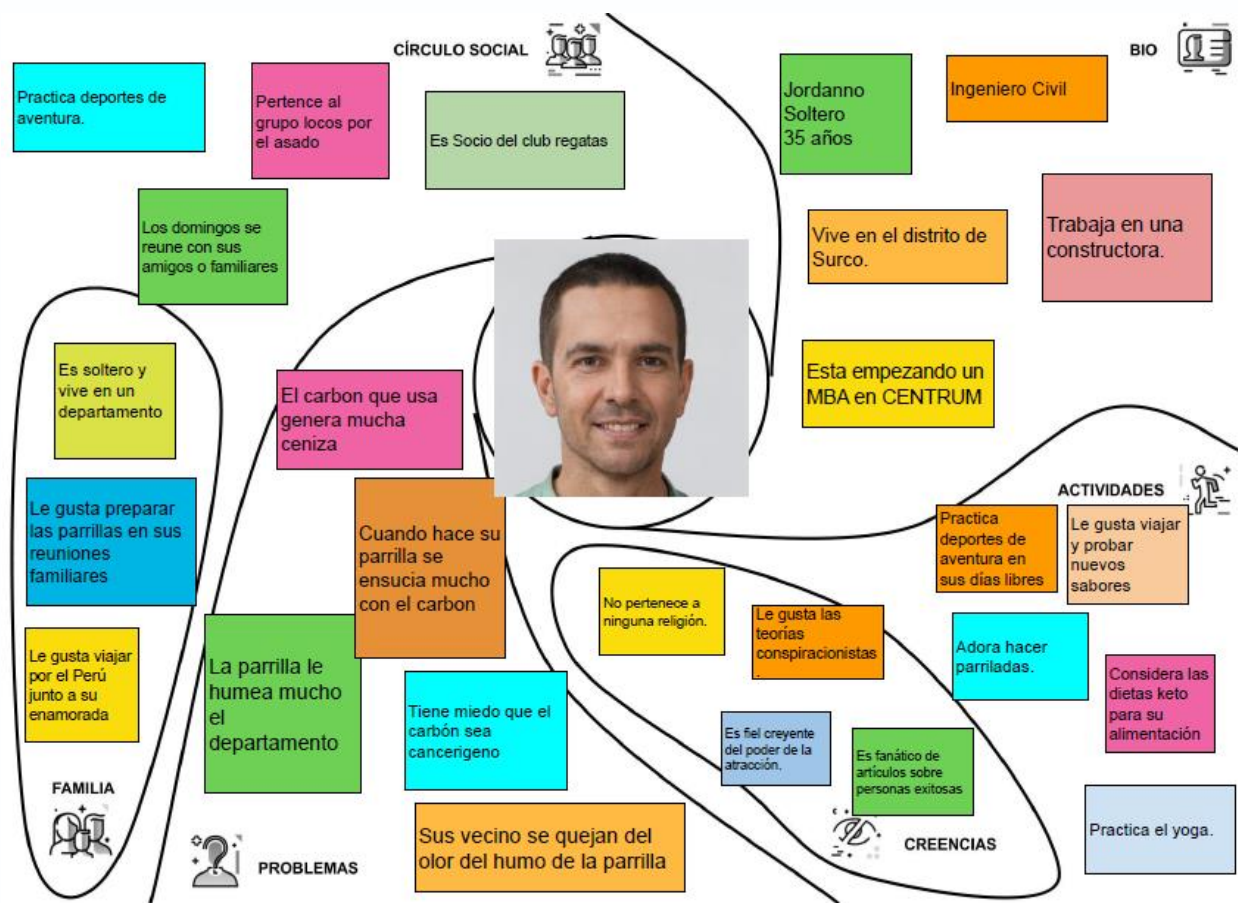 CÍRCULO SOCIAL
Practica deportes de
aventura.
Pertence al
grupo locos por
el asado
Es Socio del club regatas
Los domingos se
reune con sus
amigos o familiares
BIO
Jordanno
Soltero
35 años
Ingeniero Civil
Vive en el distrito de
Surco.
Trabaja en una
constructora.
Esta empezando un
MBA en CENTRUM
Es soltero y
vive en un
departamento
Le gusta preparar
las parrillas en sus
reuniones
familiares
Le gusta viajar
por el Perú
junto a su
enamorada
FAMILIA
El carbon que usa
genera mucha
ceniza
Cuando hace su
parrilla se
ensucia mucho
con el carbon
La parrilla le
humea mucho
el
departamento
Tiene miedo que el
carbón sea
cancerigeno
Sus vecino se quejan del
olor del humo de la parrilla
PROBLEMAS
No pertenece a
ninguna religión.
Le gusta las
teorías
conspiracionistas
.
Es fiel creyente
del poder de la
atracción.
Es fanático de
artículos sobre
personas exitosas
CREENCIAS
ACTIVIDADES
Practica
deportes de
aventura en
sus días libres
Le gusta viajar
y probar
nuevos
sabores
Adora hacer
parriladas.
Considera las
dietas keto
para su
alimentación
Practica el yoga.